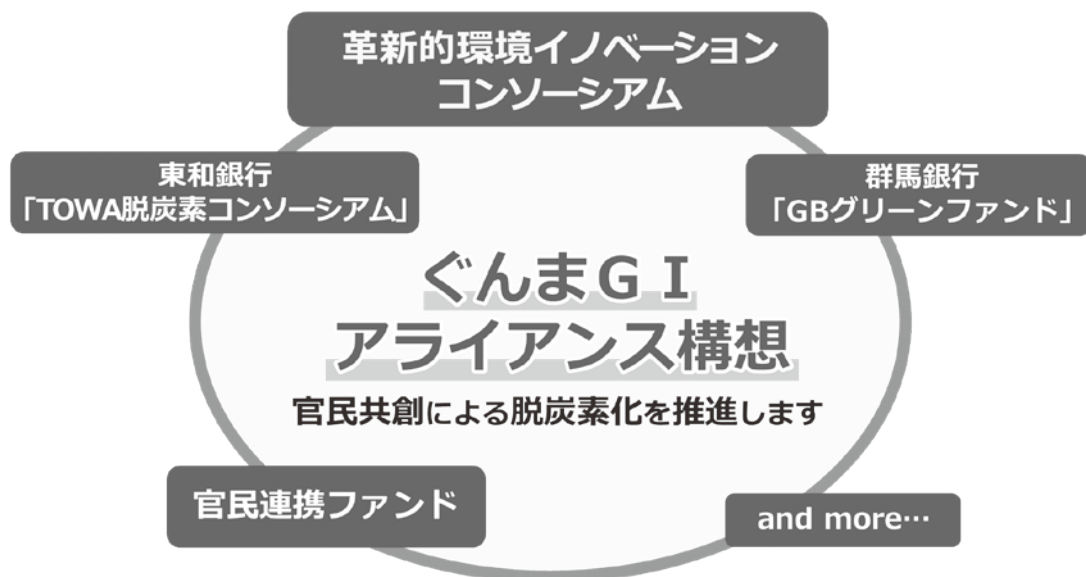 革新的環境イノベーション
コンソーシアム
東和銀行
「TOWA脱炭素コンソーシアム」
群馬銀行
「GBグリーンファンド」
ぐんまＧＩ
アライアンス構想
官民共創による脱炭素化を推進します
官民連携ファンド
and more…